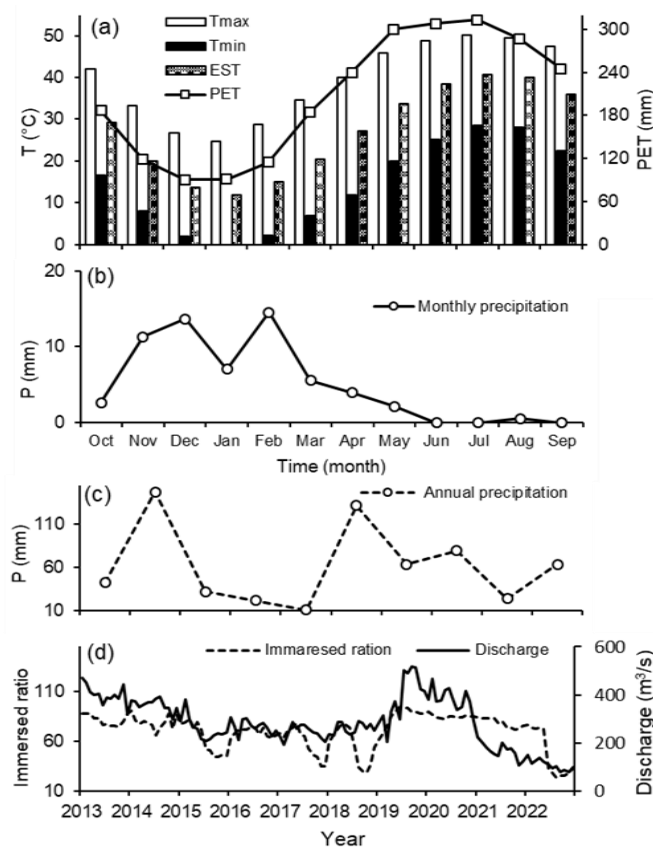 (a)
Tmax
Tmin
EST
PET
T (°C)
50
40
30
20
10
0
PET (mm)
300
240
180
120
60
0
(b)
Monthly precipitation
P (mm)
20
10
0
Oct Nov Dec Jan Feb Mar Apr May Jun Jul Aug Sep
Time (month)
(c)
Annual precipitation
P (mm)
110
60
10
(d)
Immaresed ration Discharge
Immersed ratio
110
60
10
Discharge (m³/s)
600
400
200
0
2013 2014 2015 2016 2017 2018 2019 2020 2021 2022
Year